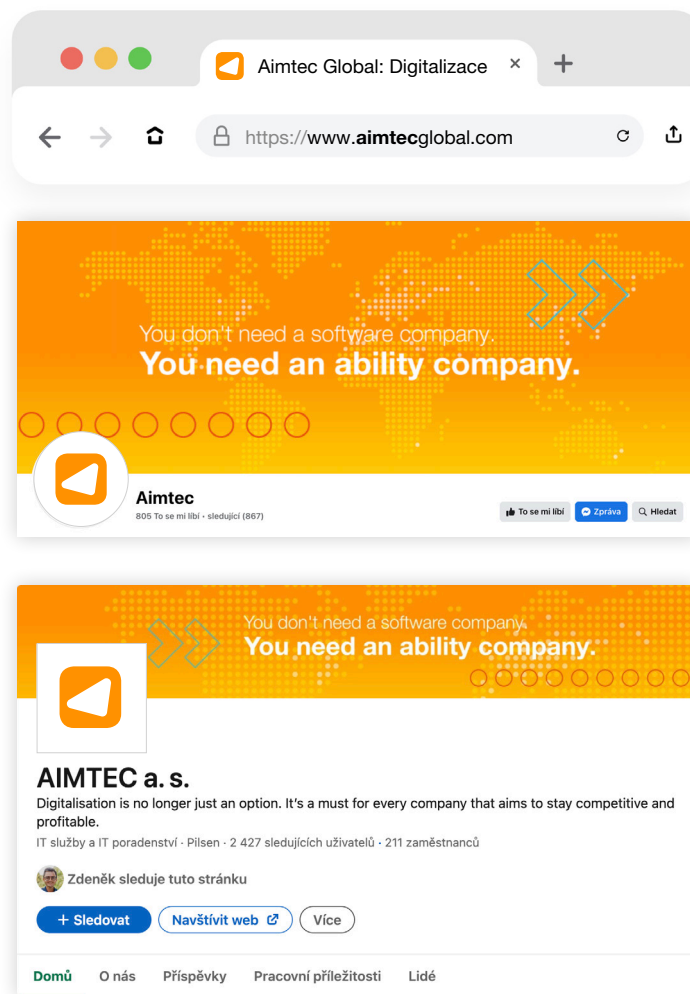 Aimtec Global: Digitalizace
https://www.aimtecglobal.com
You don't need a software company.
You need an ability company.
Aimtec
805 To se mi líbí • sledující (867)
To se mi líbí
Zpráva
Hledat
You don't need a software company.
You need an ability company.
AIMTEC a. s.
Digitalisation is no longer just an option. It's a must for every company that aims to stay competitive and
profitable.
IT služby a IT poradenství · Pilsen · 2 427 sledujících uživatelů · 211 zaměstnanců
Zdeněk sleduje tuto stránku
+ Sledovat
Navštívit web
Více
Domů O nás Příspěvky Pracovní příležitosti Lidé